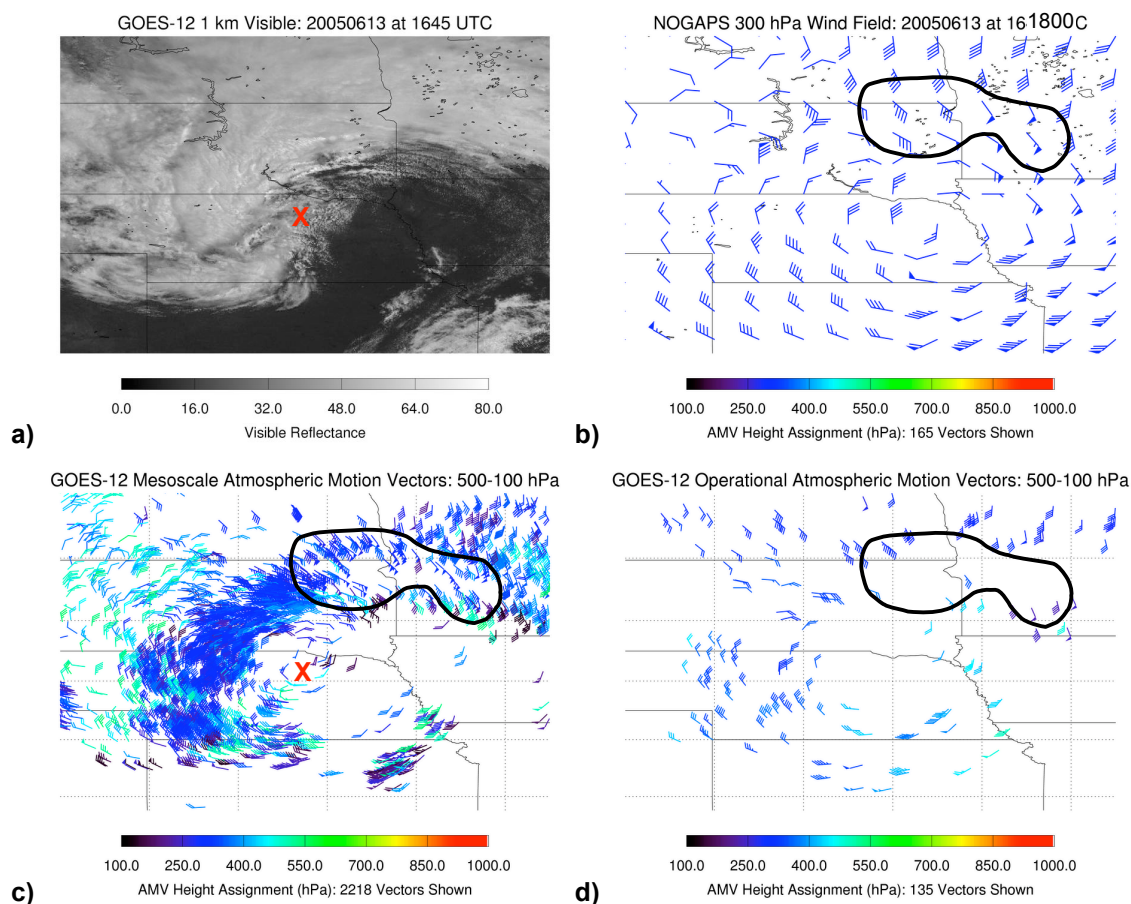 GOES-12 1 km Visible: 20050613 at 1645 UTC
X
0.0 16.0 32.0 48.0 64.0 80.0
Visible Reflectance
a)
NOGAPS 300 hPa Wind Field: 20050613 at 161800C
100.0 250.0 400.0 550.0 700.0 850.0 1000.0
AMV Height Assignment (hPa): 165 Vectors Shown
b)
GOES-12 Mesoscale Atmospheric Motion Vectors: 500-100 hPa
X
100.0 250.0 400.0 550.0 700.0 850.0 1000.0
AMV Height Assignment (hPa): 2218 Vectors Shown
c)
GOES-12 Operational Atmospheric Motion Vectors: 500-100 hPa
100.0 250.0 400.0 550.0 700.0 850.0 1000.0
AMV Height Assignment (hPa): 135 Vectors Shown
d)